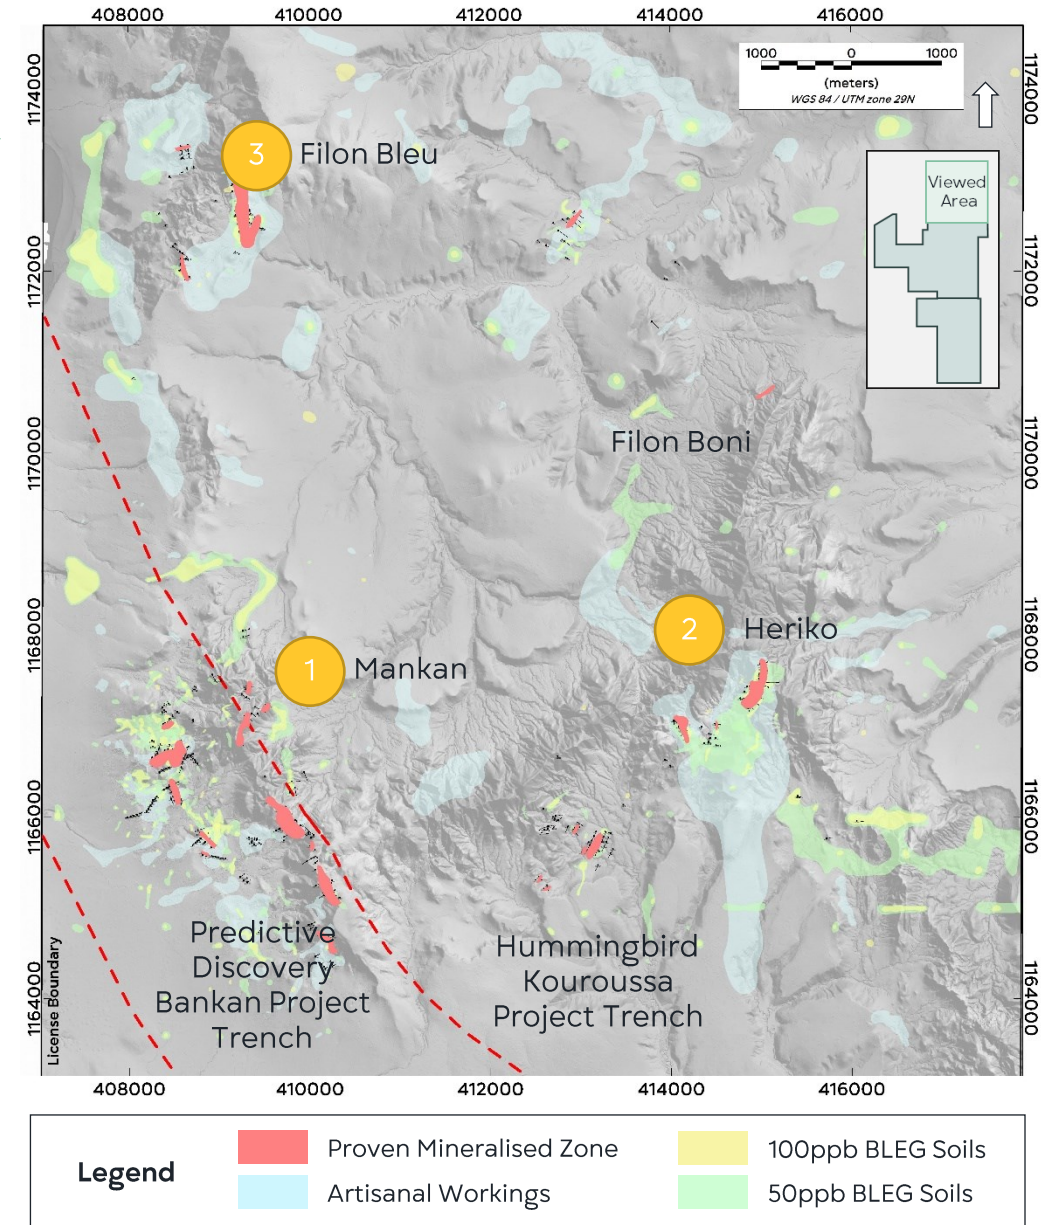 408000 410000 412000 414000 416000
1174000
1172000
1170000
1168000
1166000
1164000
1000 0 1000
(meters)
WGS 84 / UTM zone 29N
1174000
1172000
1170000
1168000
1166000
1164000
Viewed
Area
3 Filon Bleu
Filon Boni
2 Heriko
1 Mankan
Predictive
Discovery
Bankan Project
Trench
Hummingbird
Kouroussa
Project Trench
License Boundary
408000 410000 412000 414000 416000
Legend
Proven Mineralised Zone
Artisanal Workings
100ppb BLEG Soils
50ppb BLEG Soils